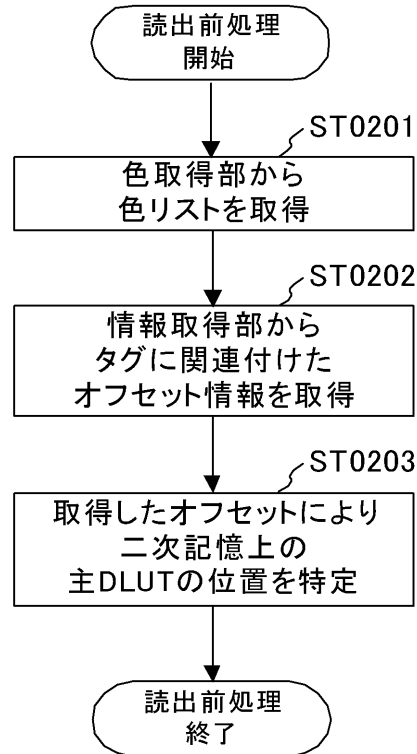 読出前処理
開始
ST0201
色取得部から
色リストを取得
ST0202
情報取得部から
タグに関連付けた
オフセット情報を取得
ST0203
取得したオフセットにより
二次記憶上の
主DLUTの位置を特定
読出前処理
終了